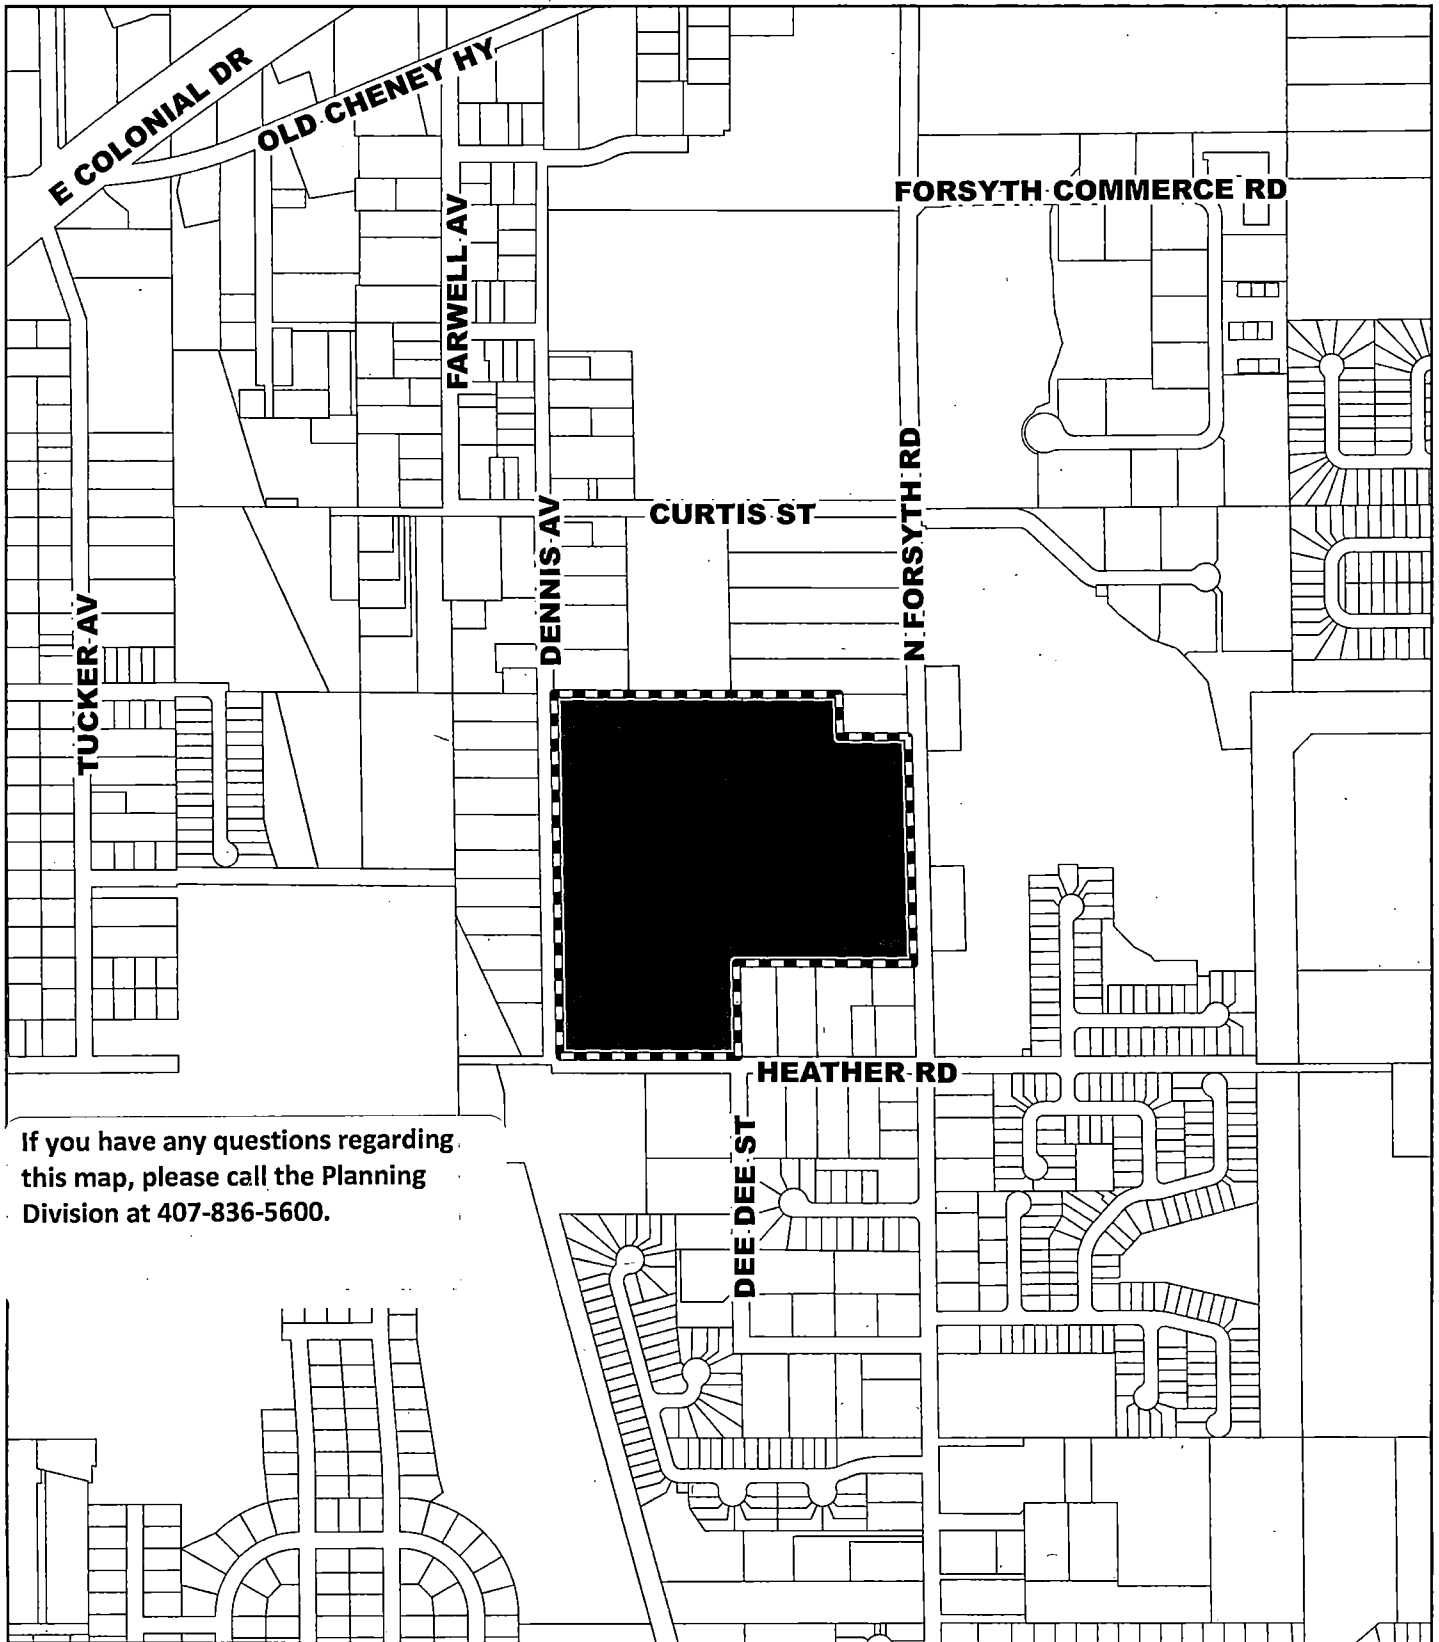 E COLONIAL DR
OLD CHENEY HY
FORSYTH COMMERCE RD
FARWELL AV
N FORSYTH RD
CURTIS ST
DENNIS AV
TUCKER AV
HEATHER RD
DEE DEE ST
If you have any questions regarding
this map, please call the Planning
Division at 407-836-5600.